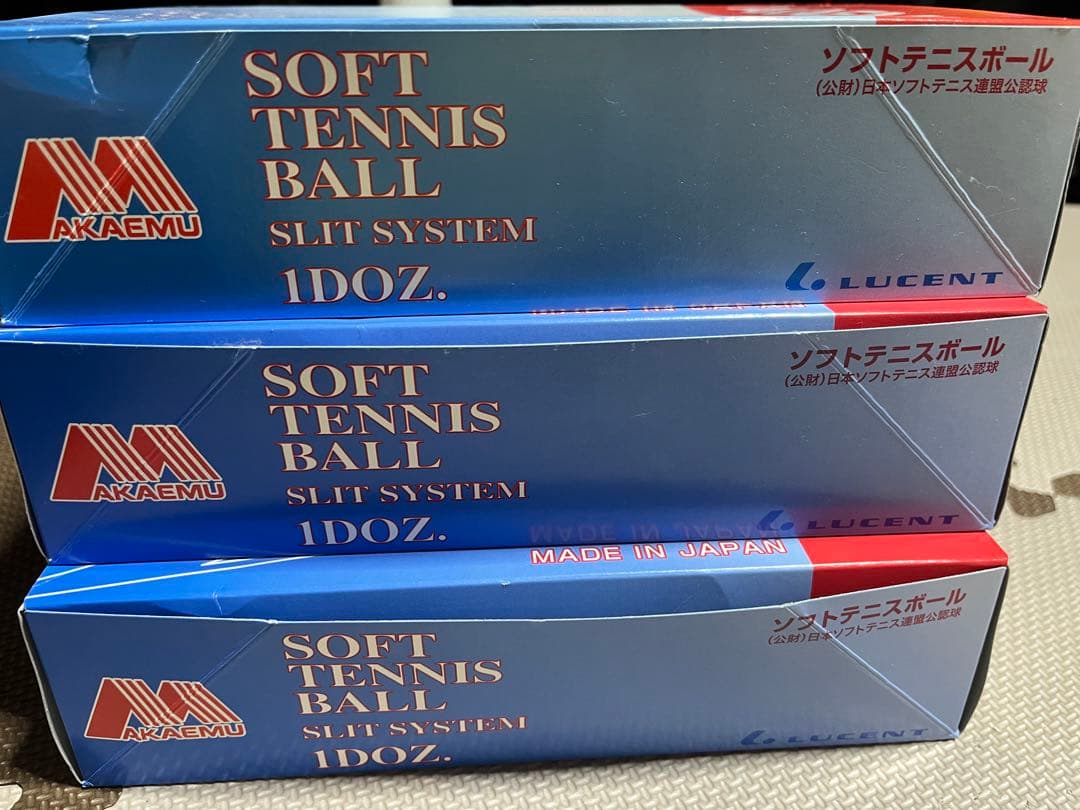 SOFT
TENNIS
BALL
SLIT SYSTEM
1DOZ.
AKAEMU
ソフトテニスボール
(公財)日本ソフトテニス連盟公認球
LUCENT
MADE IN JAPAN
SOFT
TENNIS
BALL
SLIT SYSTEM
1DOZ.
AKAEMU
ソフトテニスボール
(公財)日本ソフトテニス連盟公認球
LUCENT
MADE IN JAPAN
SOFT
TENNIS
BALL
SLIT SYSTEM
1DOZ.
AKAEMU
ソフトテニスボール
(公財)日本ソフトテニス連盟公認球
LUCENT